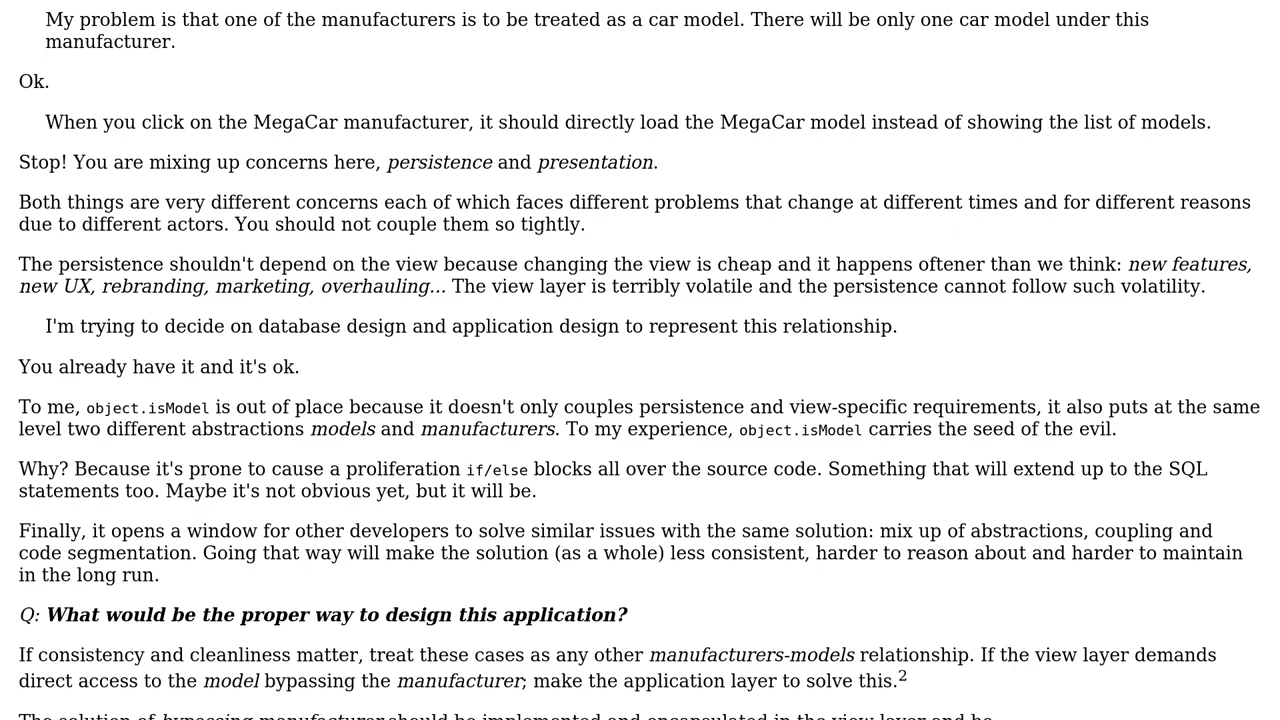 My problem is that one of the manufacturers is to be treated as a car model. There will be only one car model under this
manufacturer.
Ok.
When you click on the MegaCar manufacturer, it should directly load the MegaCar model instead of showing the list of models.
Stop! You are mixing up concerns here, persistence and presentation.
Both things are very different concerns each of which faces different problems that change at different times and for different reasons
due to different actors. You should not couple them so tightly.
The persistence shouldn't depend on the view because changing the view is cheap and it happens oftener than we think: new features,
new UX, rebranding, marketing, overhauling... The view layer is terribly volatile and the persistence cannot follow such volatility.
I'm trying to decide on database design and application design to represent this relationship.
You already have it and it's ok.
To me, object.isModel is out of place because it doesn't only couples persistence and view-specific requirements, it also puts at the same
level two different abstractions models and manufacturers. To my experience, object.isModel carries the seed of the evil.
Why? Because it's prone to cause a proliferation if/else blocks all over the source code. Something that will extend up to the SQL
statements too. Maybe it's not obvious yet, but it will be.
Finally, it opens a window for other developers to solve similar issues with the same solution: mix up of abstractions, coupling and
code segmentation. Going that way will make the solution (as a whole) less consistent, harder to reason about and harder to maintain
in the long run.
Q: What would be the proper way to design this application?
If consistency and cleanliness matter, treat these cases as any other manufacturers-models relationship. If the view layer demands
direct access to the model bypassing the manufacturer; make the application layer to solve this.2
The solution of bypassing manufacturer should be implemented and encapsulated in the view layer and be